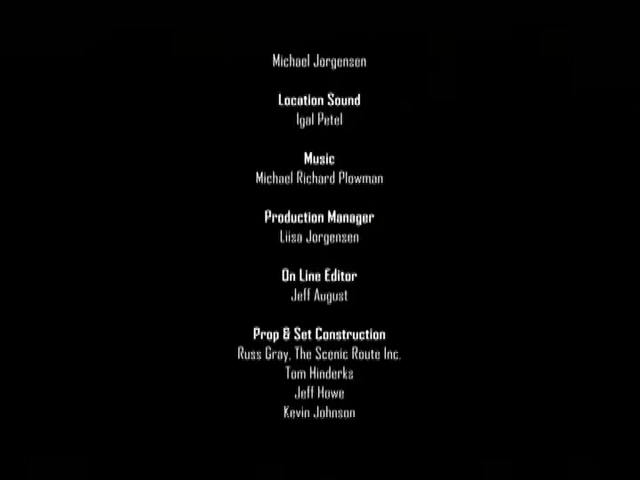 Michael Jorgensen
Location Sound
Igal Petel
Music
Michael Richard Plowman
Production Manager
Liisa Jorgensen
On Line Editor
Jeff August
Prop & Set Construction
Russ Gray, The Scenic Route Inc.
Tom Hinderks
Jeff Howe
Kevin Johnson